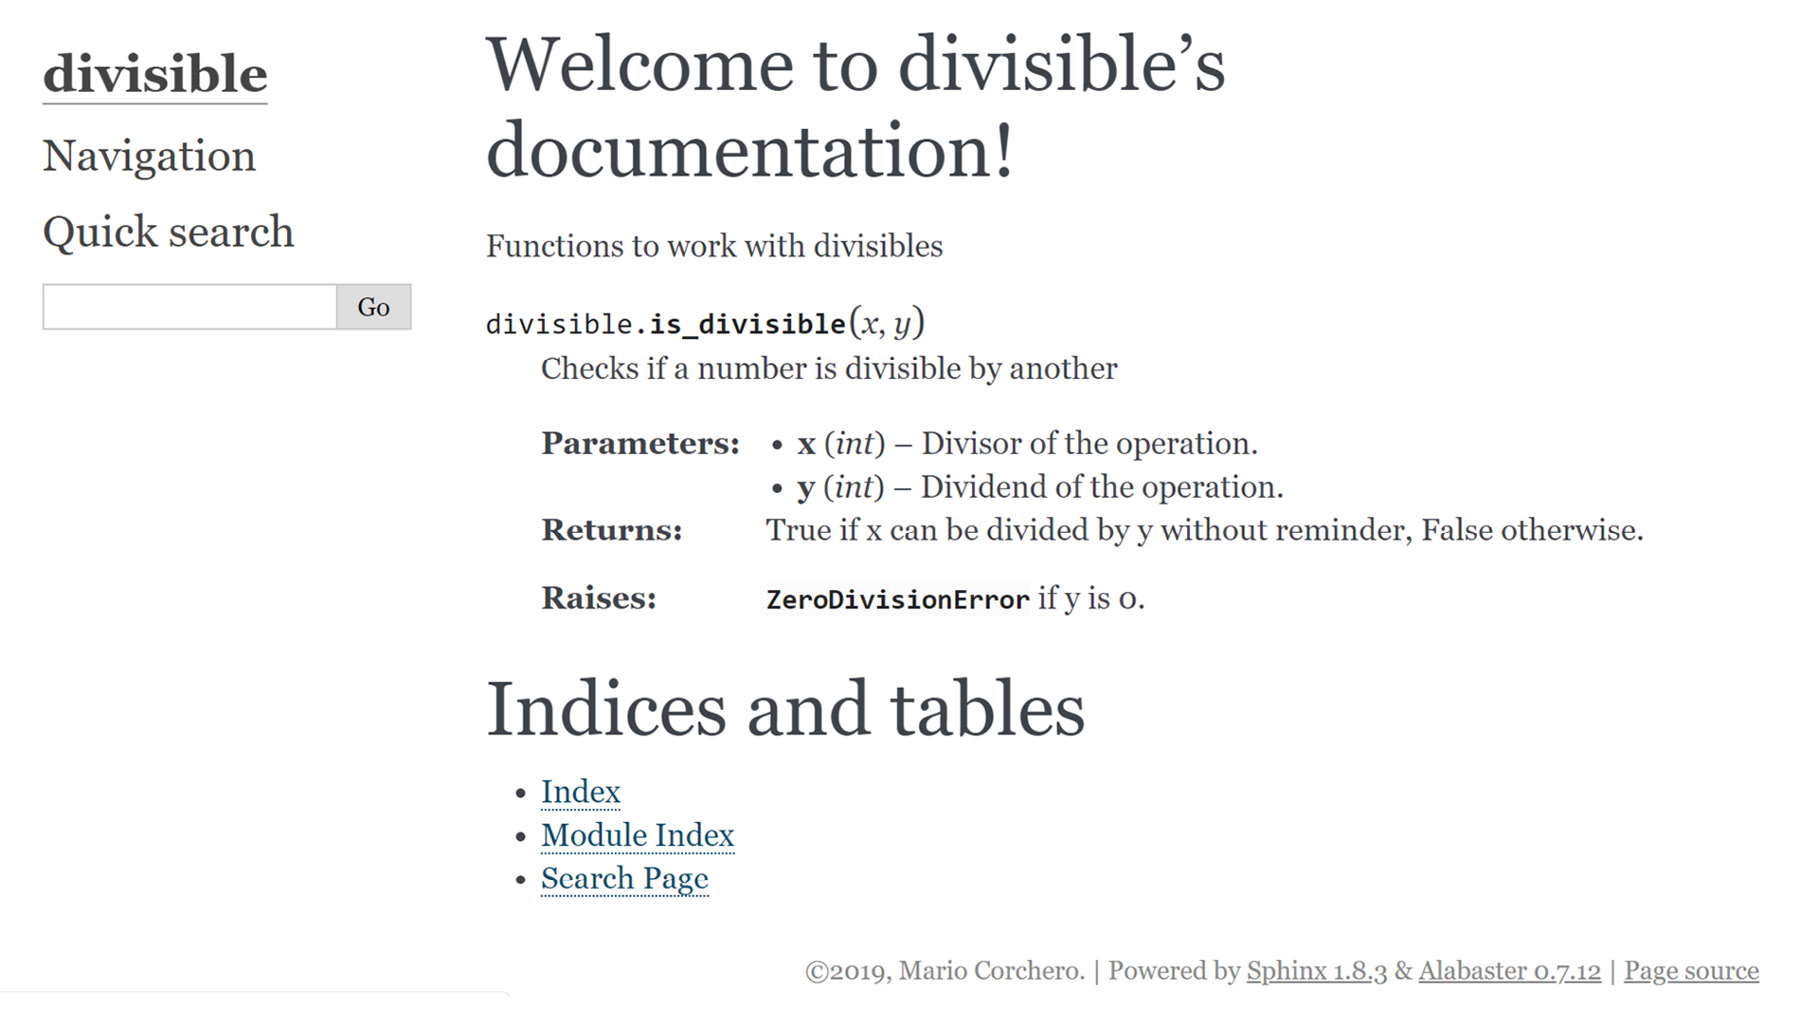 divisible
Navigation
Quick search
Go
Welcome to divisible’s
documentation!
Functions to work with divisibles
divisible.is_divisible(x, y)
Checks if a number is divisible by another
Parameters: • x (int) – Divisor of the operation.
• y (int) – Dividend of the operation.
Returns: True if x can be divided by y without reminder, False otherwise.
Raises: ZeroDivisionError if y is 0.
Indices and tables
• Index
• Module Index
• Search Page
©2019, Mario Corchero. | Powered by Sphinx 1.8.3 & Alabaster 0.7.12 | Page source